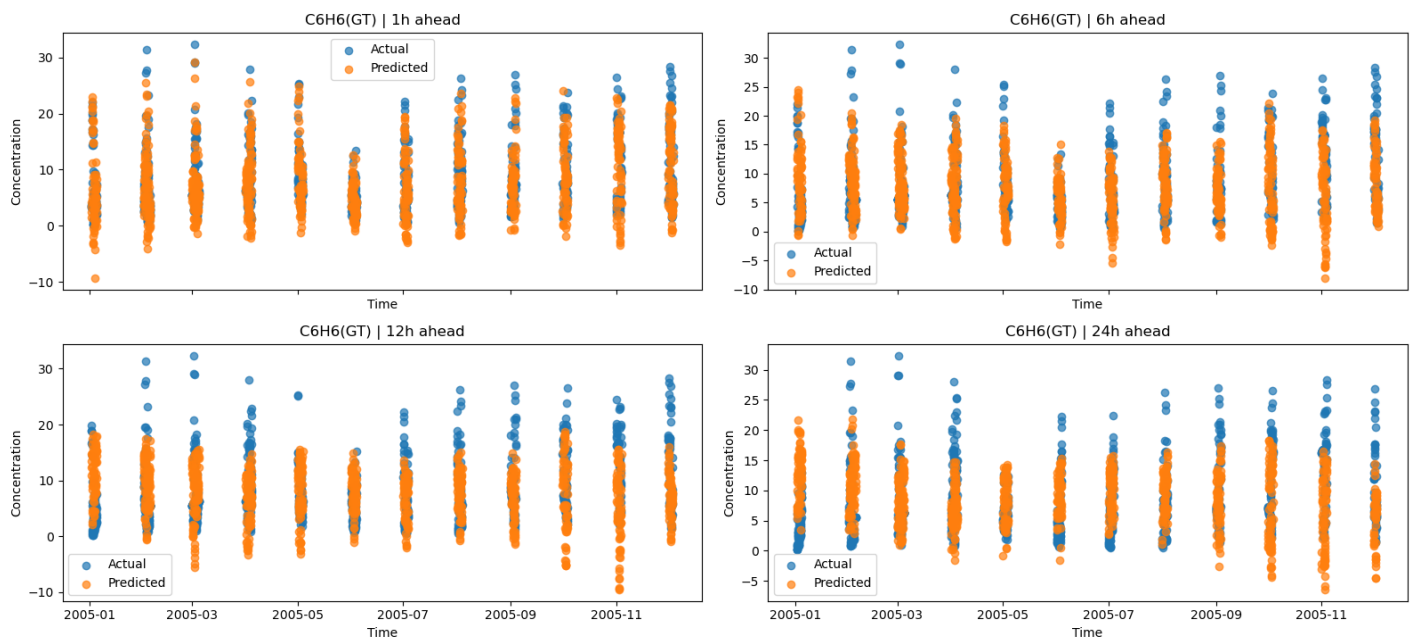 C6H6(GT) | 1h ahead
Concentration
30
20
10
0
−10
Actual
Predicted
Time
C6H6(GT) | 6h ahead
Concentration
30
25
20
15
10
5
0
−5
−10
Actual
Predicted
Time
C6H6(GT) | 12h ahead
Concentration
30
20
10
0
−10
Actual
Predicted
2005-01 2005-03 2005-05 2005-07 2005-09 2005-11
Time
C6H6(GT) | 24h ahead
Concentration
30
25
20
15
10
5
0
−5
Actual
Predicted
2005-01 2005-03 2005-05 2005-07 2005-09 2005-11
Time